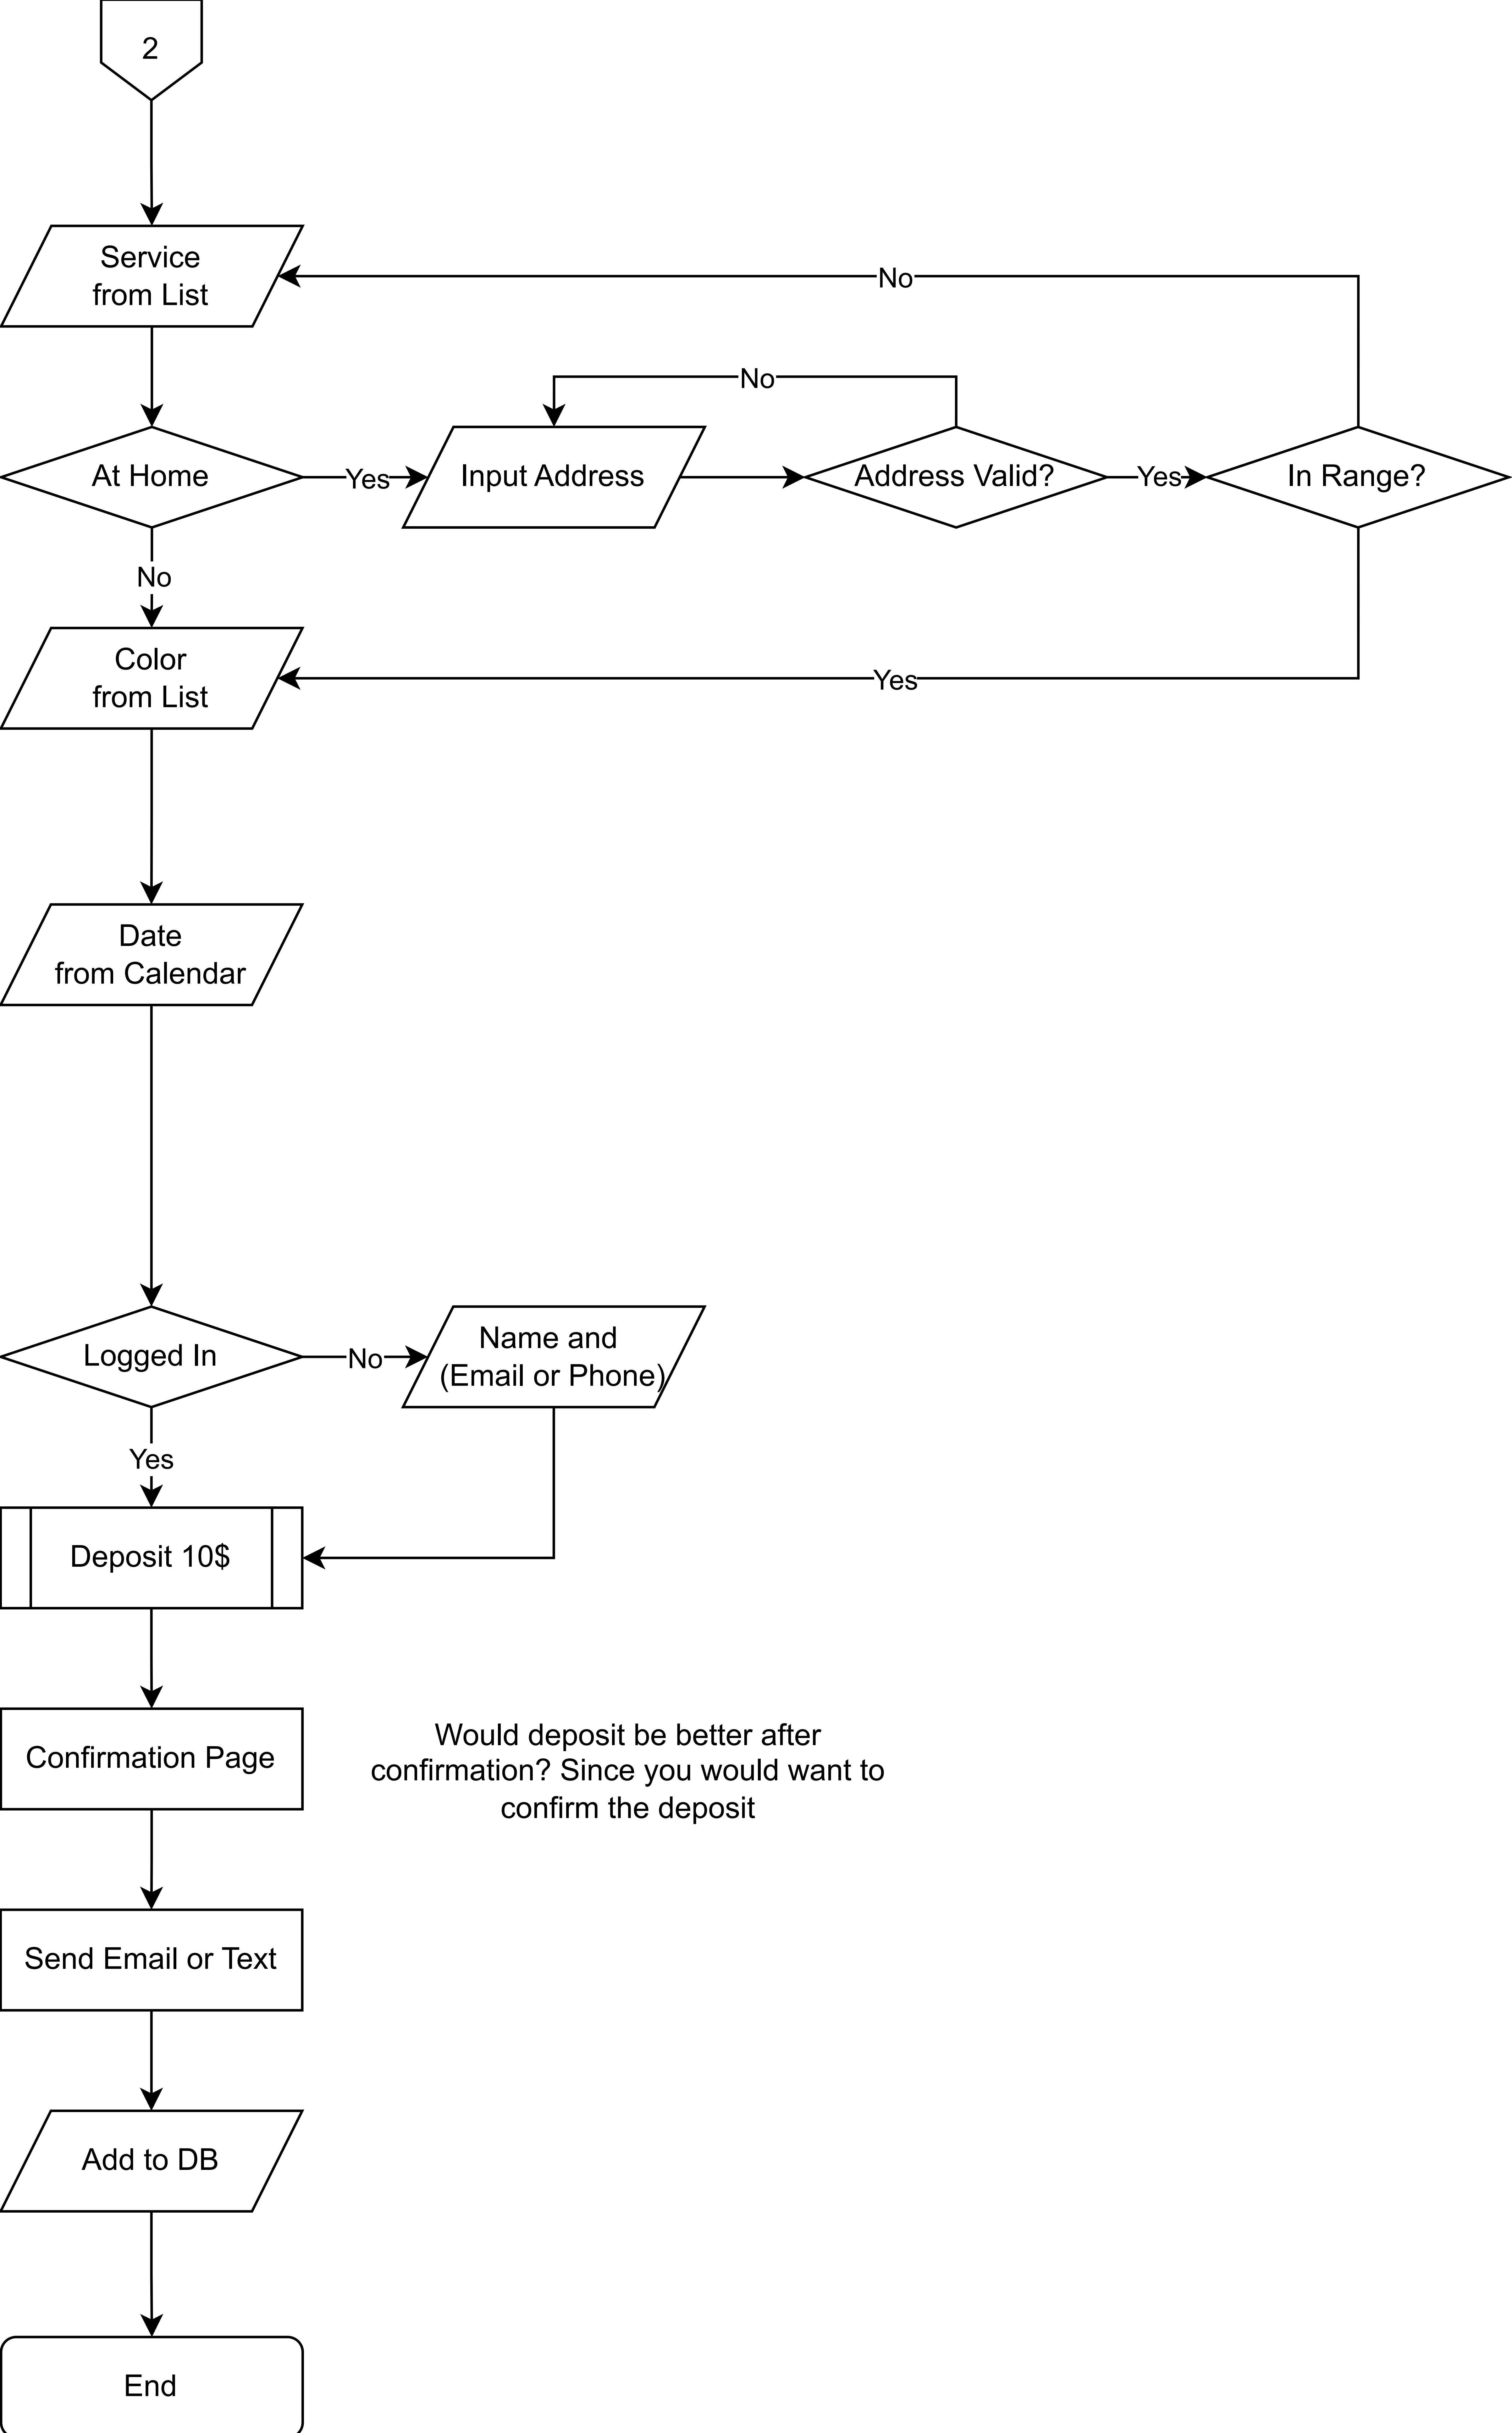 2
Service
from List
No
No
At Home
Yes
Input Address
Address Valid?
Yes
In Range?
No
Color
from List
Yes
Date
from Calendar
Logged In
No
Name and
(Email or Phone)
Yes
Deposit 10$
Confirmation Page
Would deposit be better after
confirmation? Since you would want to
confirm the deposit
Send Email or Text
Add to DB
End